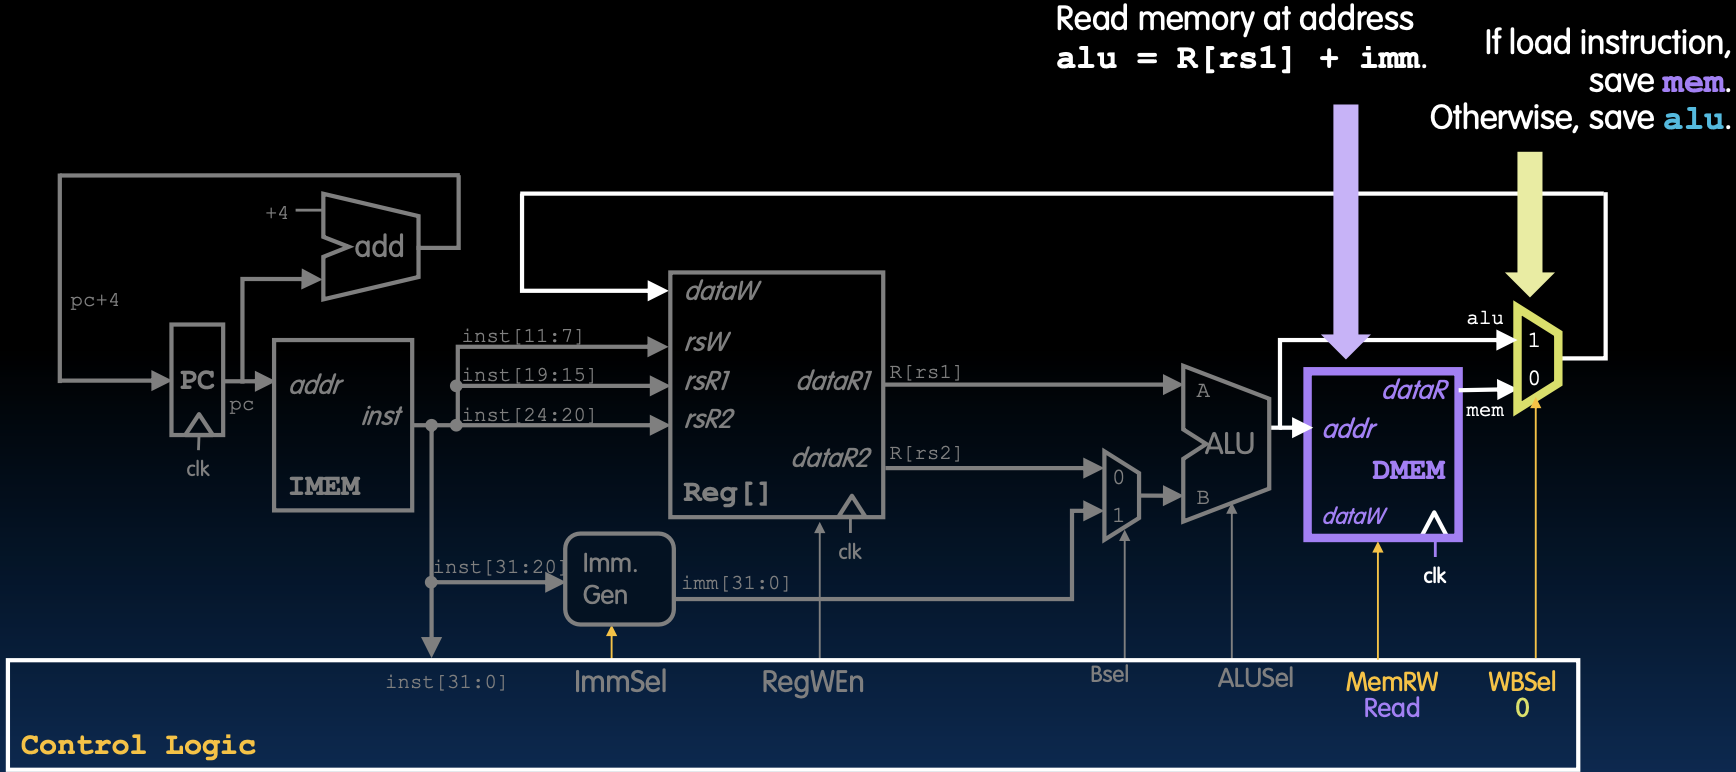 Read memory at address
alu = R[rs1] + imm.
If load instruction,
save mem.
Otherwise, save alu.
+4
add
pc+4
PC
pc
clk
addr
inst
IMEM
inst[11:7]
inst[19:15]
inst[24:20]
dataW
rsW
rsR1
rsR2
dataR1
dataR2
Reg[]
clk
R[rs1]
R[rs2]
inst[31:20]
Imm.
Gen
imm[31:0]
0
1
A
ALU
B
alu
mem
dataR
addr
DMEM
dataW
clk
1
0
inst[31:0]
ImmSel
RegWEn
Bsel
ALUSel
MemRW
Read
WBSel
0
Control Logic